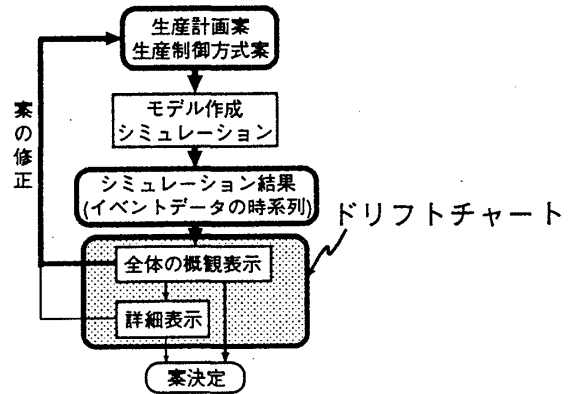 生産計画案
生産制御方式案
モデル作成
シミュレーション
案の修正
シミュレーション結果
(イベントデータの時系列)
ドリフトチャート
全体の概観表示
詳細表示
案決定